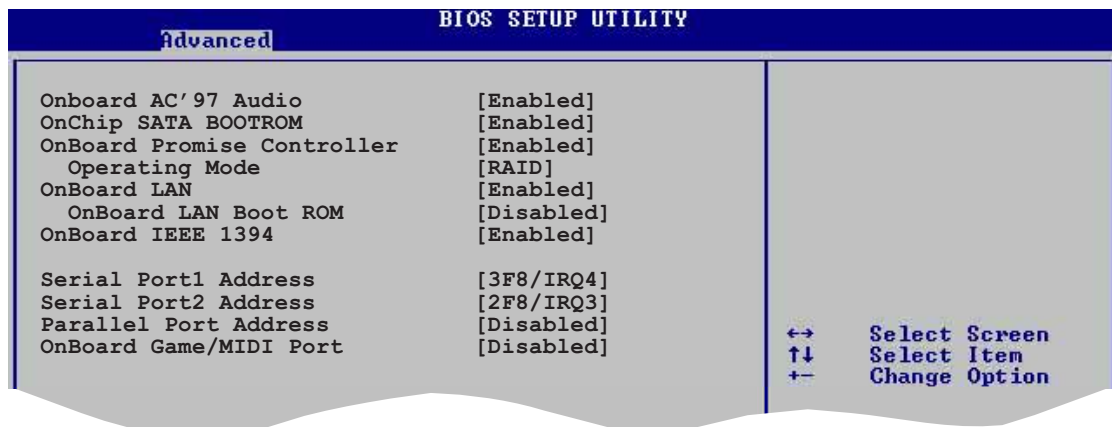 BIOS SETUP UTILITY
Advanced
Onboard AC'97 Audio [Enabled]
OnChip SATA BOOTROM [Enabled]
OnBoard Promise Controller [Enabled]
Operating Mode [RAID]
OnBoard LAN [Enabled]
OnBoard LAN Boot ROM [Disabled]
OnBoard IEEE 1394 [Enabled]
Serial Port1 Address [3F8/IRQ4]
Serial Port2 Address [2F8/IRQ3]
Parallel Port Address [Disabled]
OnBoard Game/MIDI Port [Disabled]
↔ Select Screen
↑↓ Select Item
+- Change Option